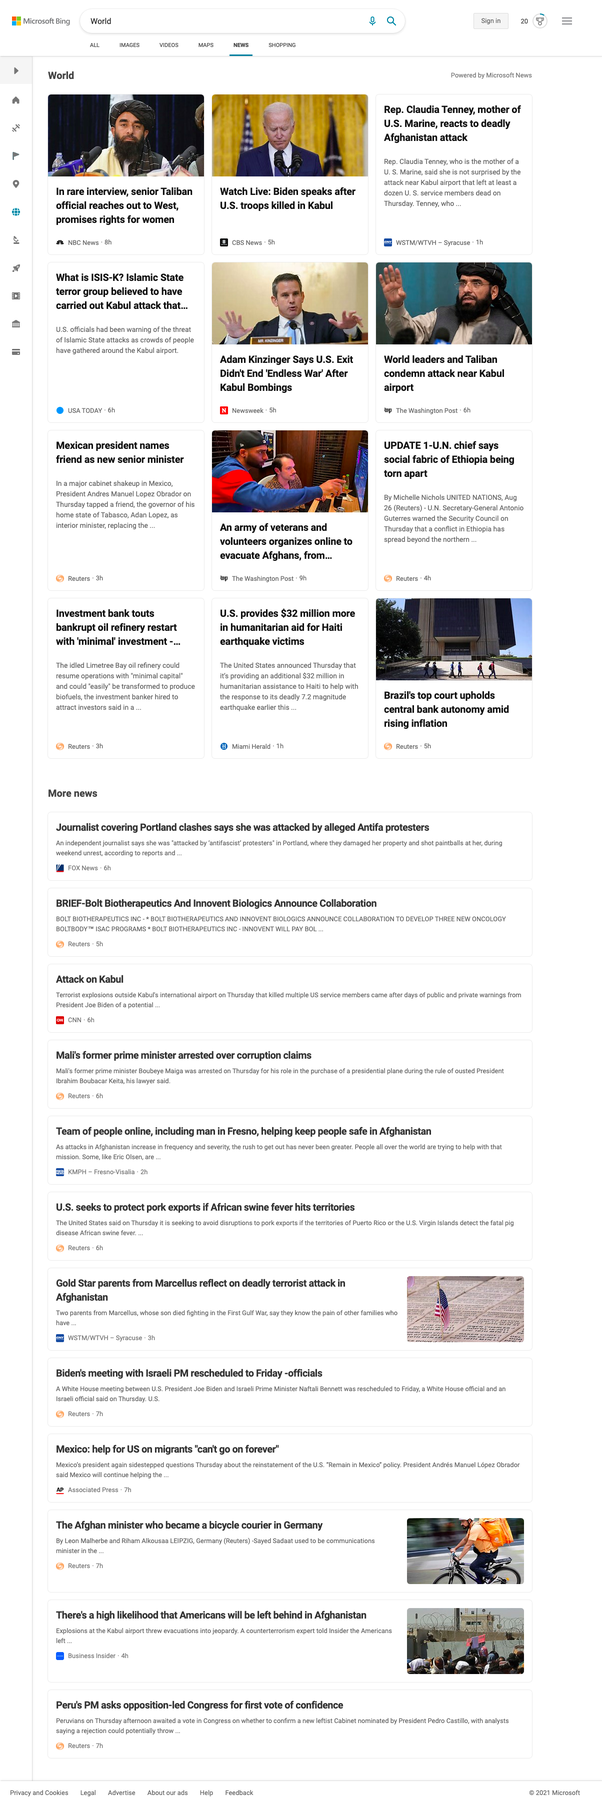 Microsoft Bing
World
Sign in
20
ALL
IMAGES
VIDEOS
MAPS
NEWS
SHOPPING
World
Powered by Microsoft News
In rare interview, senior Taliban
official reaches out to West,
promises rights for women
NBC News · 8h
Watch Live: Biden speaks after
U.S. troops killed in Kabul
CBS News · 5h
Rep. Claudia Tenney, mother of
U.S. Marine, reacts to deadly
Afghanistan attack
Rep. Claudia Tenney, who is the mother of a
U. S. Marine, said she is not surprised by the
attack near Kabul airport that left at least a
dozen U. S. service members dead on
Thursday. Tenney, who ...
WSTM/WTVH – Syracuse · 1h
What is ISIS-K? Islamic State
terror group believed to have
carried out Kabul attack that...
U.S. officials had been warning of the threat
of Islamic State attacks as crowds of people
have gathered around the Kabul airport.
USA TODAY · 6h
Adam Kinzinger Says U.S. Exit
Didn't End 'Endless War' After
Kabul Bombings
Newsweek · 5h
World leaders and Taliban
condemn attack near Kabul
airport
The Washington Post · 6h
Mexican president names
friend as new senior minister
In a major cabinet shakeup in Mexico,
President Andres Manuel Lopez Obrador on
Thursday tapped a friend, the governor of his
home state of Tabasco, Adan Lopez, as
interior minister, replacing the ...
Reuters · 3h
An army of veterans and
volunteers organizes online to
evacuate Afghans, from...
The Washington Post · 9h
UPDATE 1-U.N. chief says
social fabric of Ethiopia being
torn apart
By Michelle Nichols UNITED NATIONS, Aug
26 (Reuters) - U.N. Secretary-General Antonio
Guterres warned the Security Council on
Thursday that a conflict in Ethiopia has
spread beyond the northern ...
Reuters · 4h
Investment bank touts
bankrupt oil refinery restart
with 'minimal' investment -...
The idled Limetree Bay oil refinery could
resume operations with "minimal capital"
and could "easily" be transformed to produce
biofuels, the investment banker hired to
attract investors said in a ...
Reuters · 3h
U.S. provides $32 million more
in humanitarian aid for Haiti
earthquake victims
The United States announced Thursday that
it's providing an additional $32 million in
humanitarian assistance to Haiti to help with
the response to its deadly 7.2 magnitude
earthquake earlier this ...
Miami Herald · 1h
Brazil's top court upholds
central bank autonomy amid
rising inflation
Reuters · 5h
More news
Journalist covering Portland clashes says she was attacked by alleged Antifa protesters
An independent journalist says she was "attacked by 'antifascist' protesters" in Portland, where they damaged her property and shot paintballs at her, during
weekend unrest, according to reports and ...
FOX News · 6h
BRIEF-Bolt Biotherapeutics And Innovent Biologics Announce Collaboration
BOLT BIOTHERAPEUTICS INC - * BOLT BIOTHERAPEUTICS AND INNOVENT BIOLOGICS ANNOUNCE COLLABORATION TO DEVELOP THREE NEW ONCOLOGY
BOLTBODY™ ISAC PROGRAMS * BOLT BIOTHERAPEUTICS INC - INNOVENT WILL PAY BOL ...
Reuters · 5h
Attack on Kabul
Terrorist explosions outside Kabul's international airport on Thursday that killed multiple US service members came after days of public and private warnings from
President Joe Biden of a potential ...
CNN · 6h
Mali's former prime minister arrested over corruption claims
Mali's former prime minister Boubeye Maiga was arrested on Thursday for his role in the purchase of a presidential plane during the rule of ousted President
Ibrahim Boubacar Keita, his lawyer said.
Reuters · 6h
Team of people online, including man in Fresno, helping keep people safe in Afghanistan
As attacks in Afghanistan increase in frequency and severity, the rush to get out has never been greater. People all over the world are trying to help with that
mission. Some, like Eric Olsen, are ...
KMPH – Fresno-Visalia · 2h
U.S. seeks to protect pork exports if African swine fever hits territories
The United States said on Thursday it is seeking to avoid disruptions to pork exports if the territories of Puerto Rico or the U.S. Virgin Islands detect the fatal pig
disease African swine fever. ...
Reuters · 6h
Gold Star parents from Marcellus reflect on deadly terrorist attack in
Afghanistan
Two parents from Marcellus, whose son died fighting in the First Gulf War, say they know the pain of other families who
have ...
WSTM/WTVH – Syracuse · 3h
Biden's meeting with Israeli PM rescheduled to Friday -officials
A White House meeting between U.S. President Joe Biden and Israeli Prime Minister Naftali Bennett was rescheduled to Friday, a White House official and an
Israeli official said on Thursday. U.S.
Reuters · 7h
Mexico: help for US on migrants "can't go on forever"
Mexico's president again sidestepped questions Thursday about the reinstatement of the U.S. "Remain in Mexico" policy. President Andrés Manuel López Obrador
said Mexico will continue helping the ...
AP Associated Press · 7h
The Afghan minister who became a bicycle courier in Germany
By Leon Malherbe and Riham Alkousaa LEIPZIG, Germany (Reuters) -Sayed Sadaat used to be communications
minister in the ...
Reuters · 7h
There's a high likelihood that Americans will be left behind in Afghanistan
Explosions at the Kabul airport threw evacuations into jeopardy. A counterterrorism expert told Insider the Americans
left ...
Business Insider · 4h
Peru's PM asks opposition-led Congress for first vote of confidence
Peruvians on Thursday afternoon awaited a vote in Congress on whether to confirm a new leftist Cabinet nominated by President Pedro Castillo, with analysts
saying a rejection could potentially throw ...
Reuters · 7h
Privacy and Cookies
Legal
Advertise
About our ads
Help
Feedback
© 2021 Microsoft